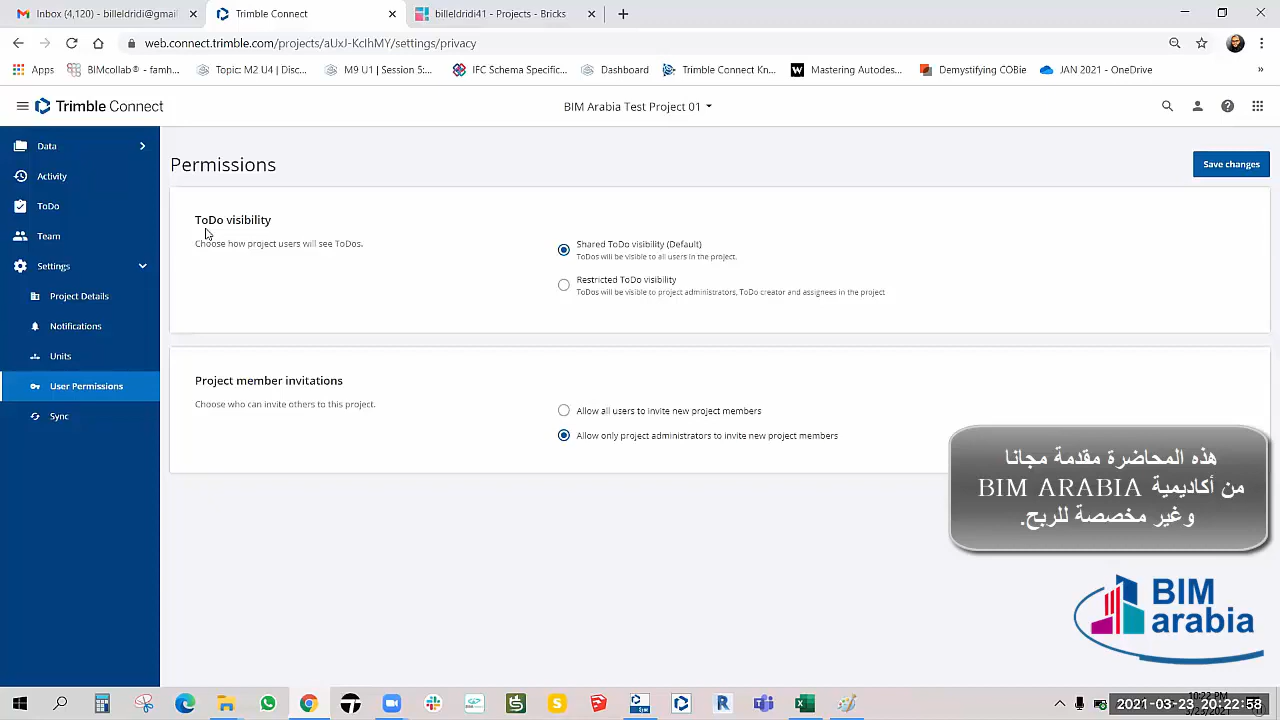 Inbox (4,120) - billeldridi@gmail
Trimble Connect
billeldridi41 - Projects - Bricks
web.connect.trimble.com/projects/aUxJ-KclhMY/settings/privacy
Apps
BIMcollab® - famh...
Topic: M2 U4 | Disc...
M9 U1 | Session 5:...
IFC Schema Specific...
Dashboard
Trimble Connect Kn...
Mastering Autodes...
Demystifying COBie
JAN 2021 - OneDrive
Trimble Connect
BIM Arabia Test Project 01
Data
Activity
ToDo
Team
Settings
Project Details
Notifications
Units
User Permissions
Sync
Permissions
Save changes
ToDo visibility
Choose how project users will see ToDos.
Shared ToDo visibility (Default)
ToDos will be visible to all users in the project.
Restricted ToDo visibility
ToDos will be visible to project administrators, ToDo creator and assignees in the project
Project member invitations
Choose who can invite others to this project.
Allow all users to invite new project members
Allow only project administrators to invite new project members
هذه المحاضرة مقدمة مجانا
من أكاديمية BIM ARABIA
وغير مخصصة للربح.
BIM
arabia
10:22 PM
2021-03-23 20:22:58